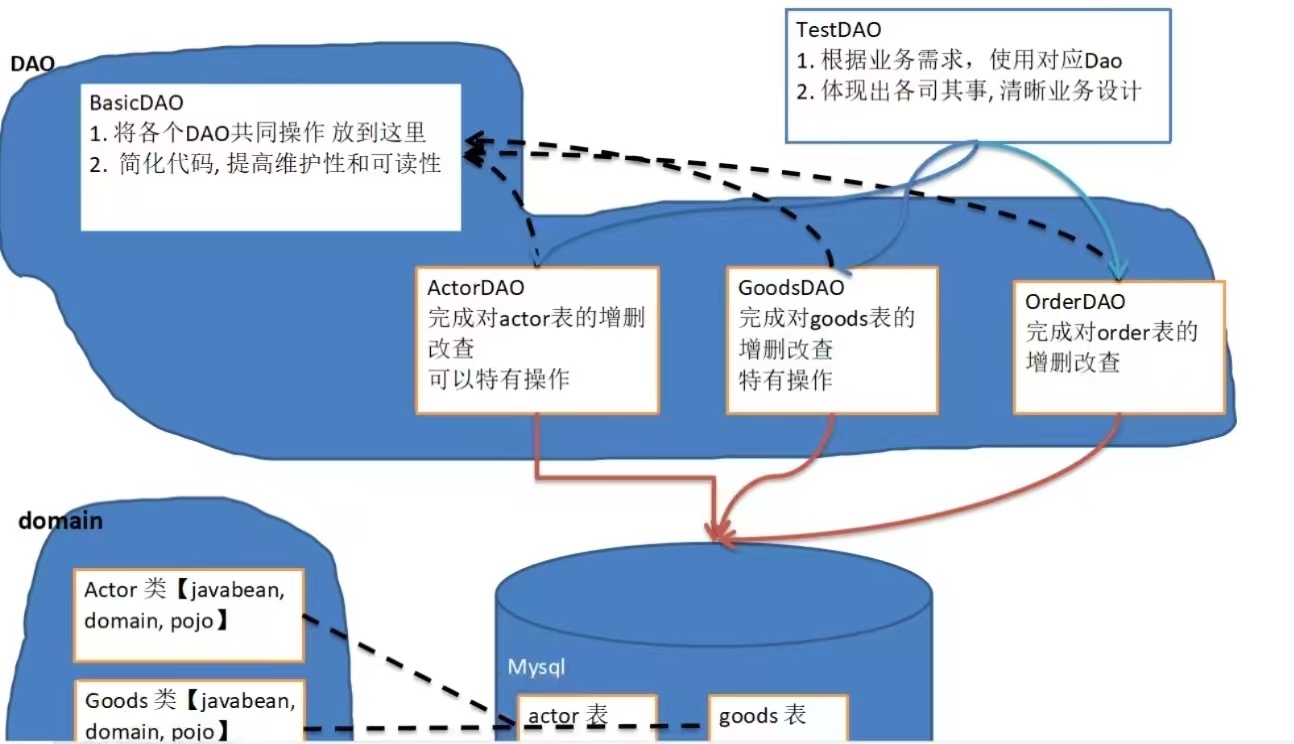 DAO
BasicDAO
1. 将各个DAO共同操作 放到这里
2. 简化代码, 提高维护性和可读性
TestDAO
1. 根据业务需求，使用对应Dao
2. 体现出各司其事, 清晰业务设计
ActorDAO
完成对actor表的增删
改查
可以特有操作
GoodsDAO
完成对goods表的
增删改查
特有操作
OrderDAO
完成对order表的
增删改查
domain
Actor 类【javabean,
domain, pojo】
Goods 类【javabean,
domain, pojo】
Mysql
actor 表
goods 表